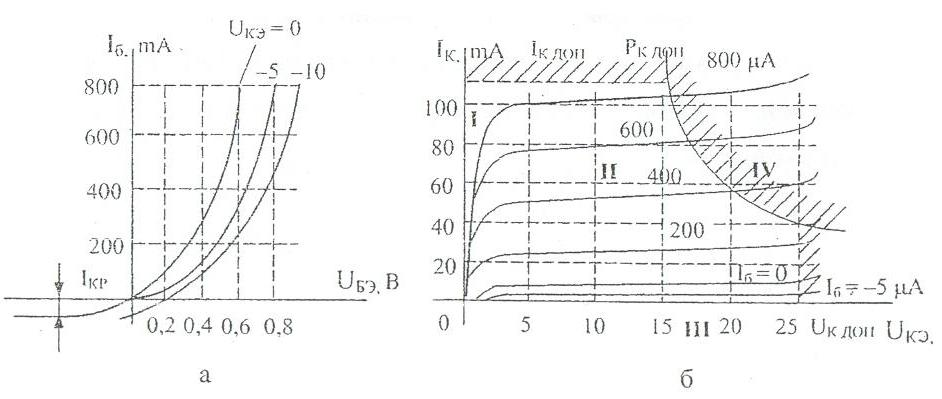 Uкэ = 0
Iб, mA
–5 –10
800
600
400
200
Iкр
Uбэ, В
0,2 0,4 0,6 0,8
а
Iк, mA
Iк доп
Pк доп
800 µA
100
80
60
40
20
I
600
II
400
IV
200
Iб = 0
Iб = –5 µA
0 5 10 15 III 20 25 Uк доп Uкэ,
б